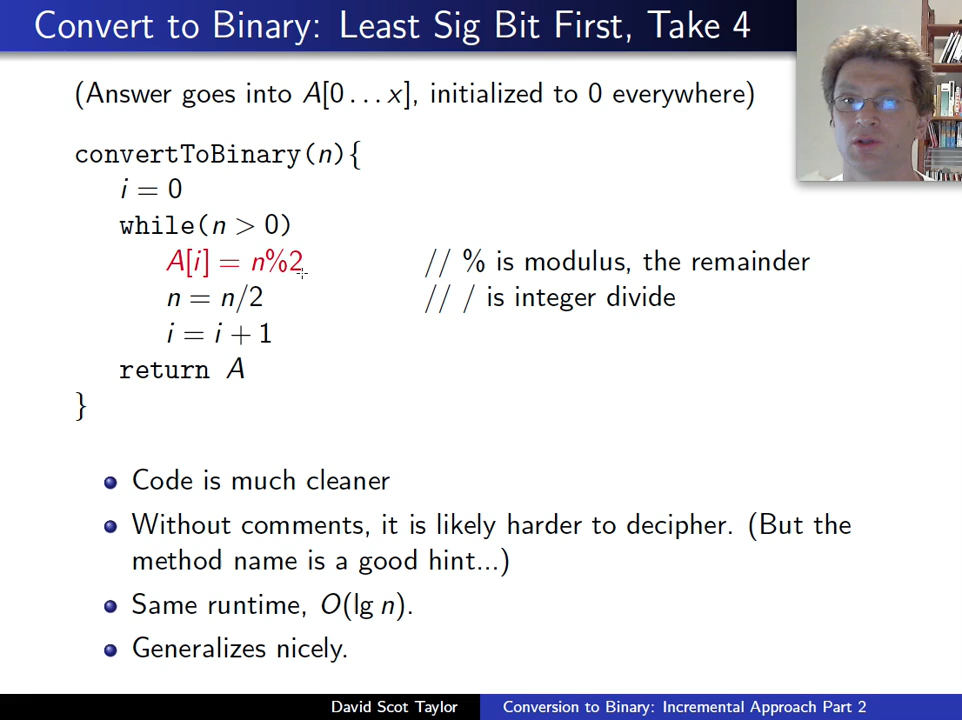 Convert to Binary: Least Sig Bit First, Take 4
(Answer goes into A[0 . . . x], initialized to 0 everywhere)
convertToBinary(n){
i = 0
while(n > 0)
A[i] = n%2 // % is modulus, the remainder
n = n/2 // / is integer divide
i = i + 1
return A
}
Code is much cleaner
Without comments, it is likely harder to decipher. (But the
method name is a good hint...)
Same runtime, O(lg n).
Generalizes nicely.
David Scot Taylor Conversion to Binary: Incremental Approach Part 2